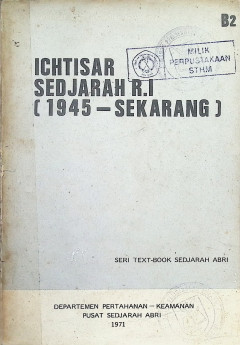 B2
MILIK
PERPUSTAKAAN
STHM
ICHTISAR
SEDJARAH R.I
( 1945 – SEKARANG )
SERI TEXT-BOOK SEDJARAH ABRI
DEPARTEMEN PERTAHANAN – KEAMANAN
PUSAT SEDJARAH ABRI
1971